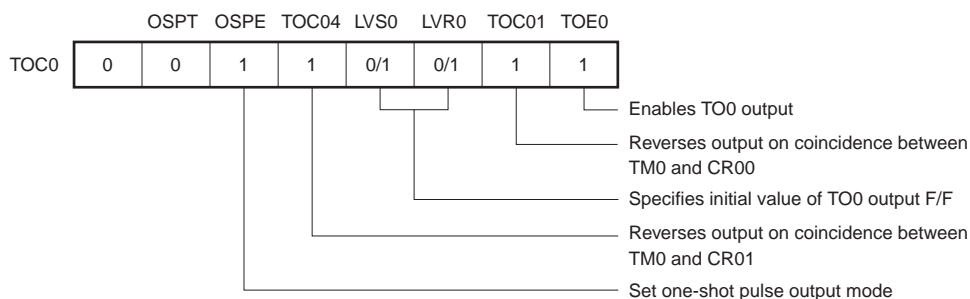 OSPT OSPE TOC04 LVS0 LVR0 TOC01 TOE0
TOC0 0 0 1 1 0/1 0/1 1 1
Enables TO0 output
Reverses output on coincidence between
TM0 and CR00
Specifies initial value of TO0 output F/F
Reverses output on coincidence between
TM0 and CR01
Set one-shot pulse output mode